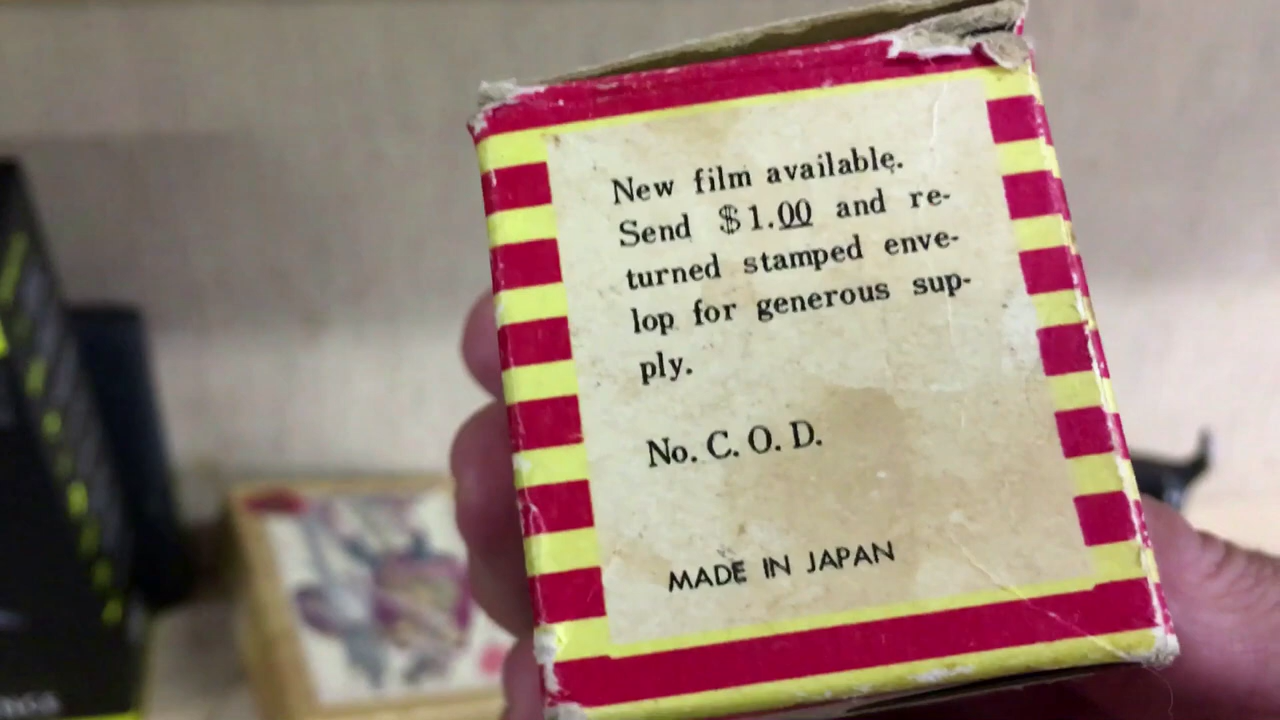 New film available.
Send $1.00 and re-
turned stamped enve-
lop for generous sup-
ply.
No. C. O. D.
MADE IN JAPAN